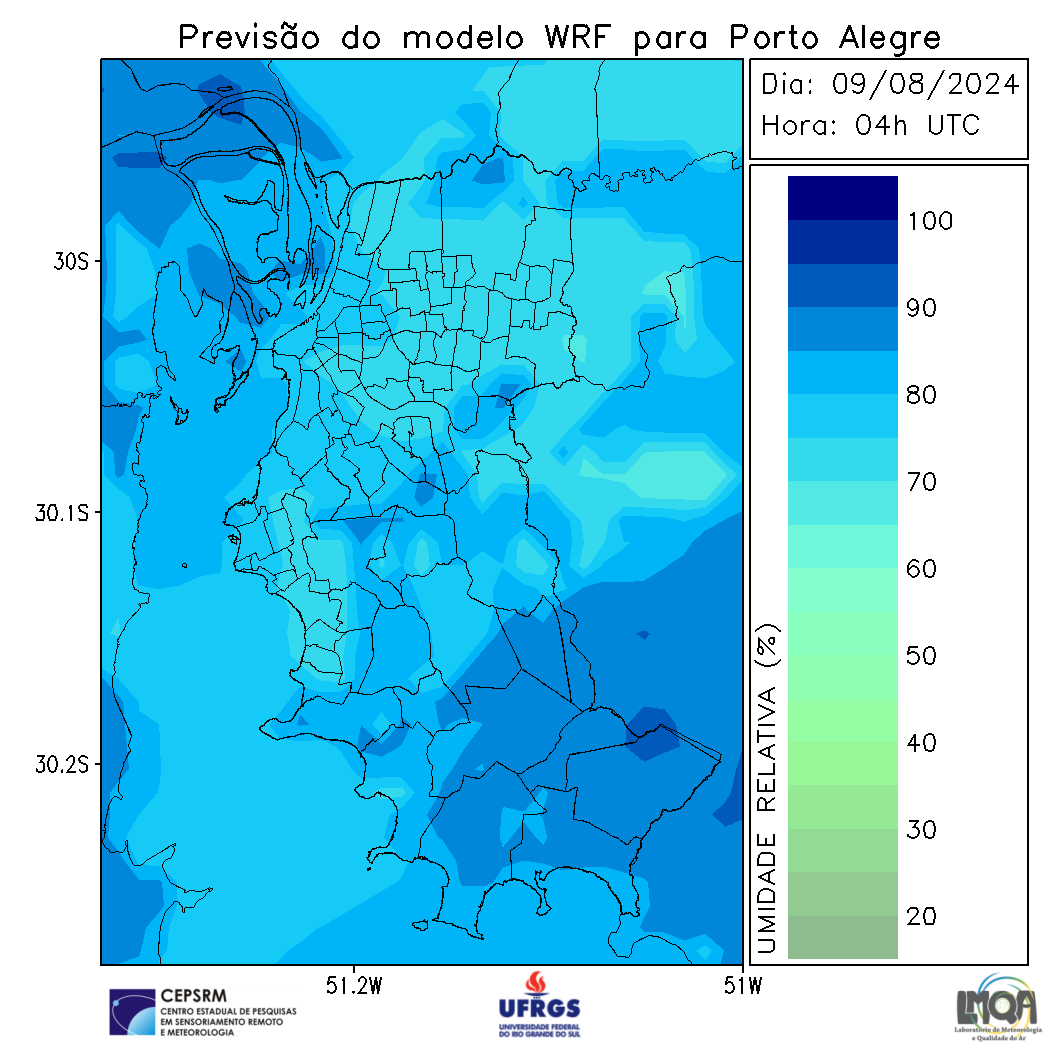 Previsão do modelo WRF para Porto Alegre
Dia: 09/08/2024
Hora: 04h UTC
30S
30.1S
30.2S
51.2W
51W
100
90
80
70
60
50
40
30
20
UMIDADE RELATIVA (%)
CEPSRM
CENTRO ESTADUAL DE PESQUISAS
EM SENSORIAMENTO REMOTO
E METEOROLOGIA
UFRGS
UNIVERSIDADE FEDERAL
DO RIO GRANDE DO SUL
LMQA
Laboratório de Meteorologia
e Qualidade do Ar